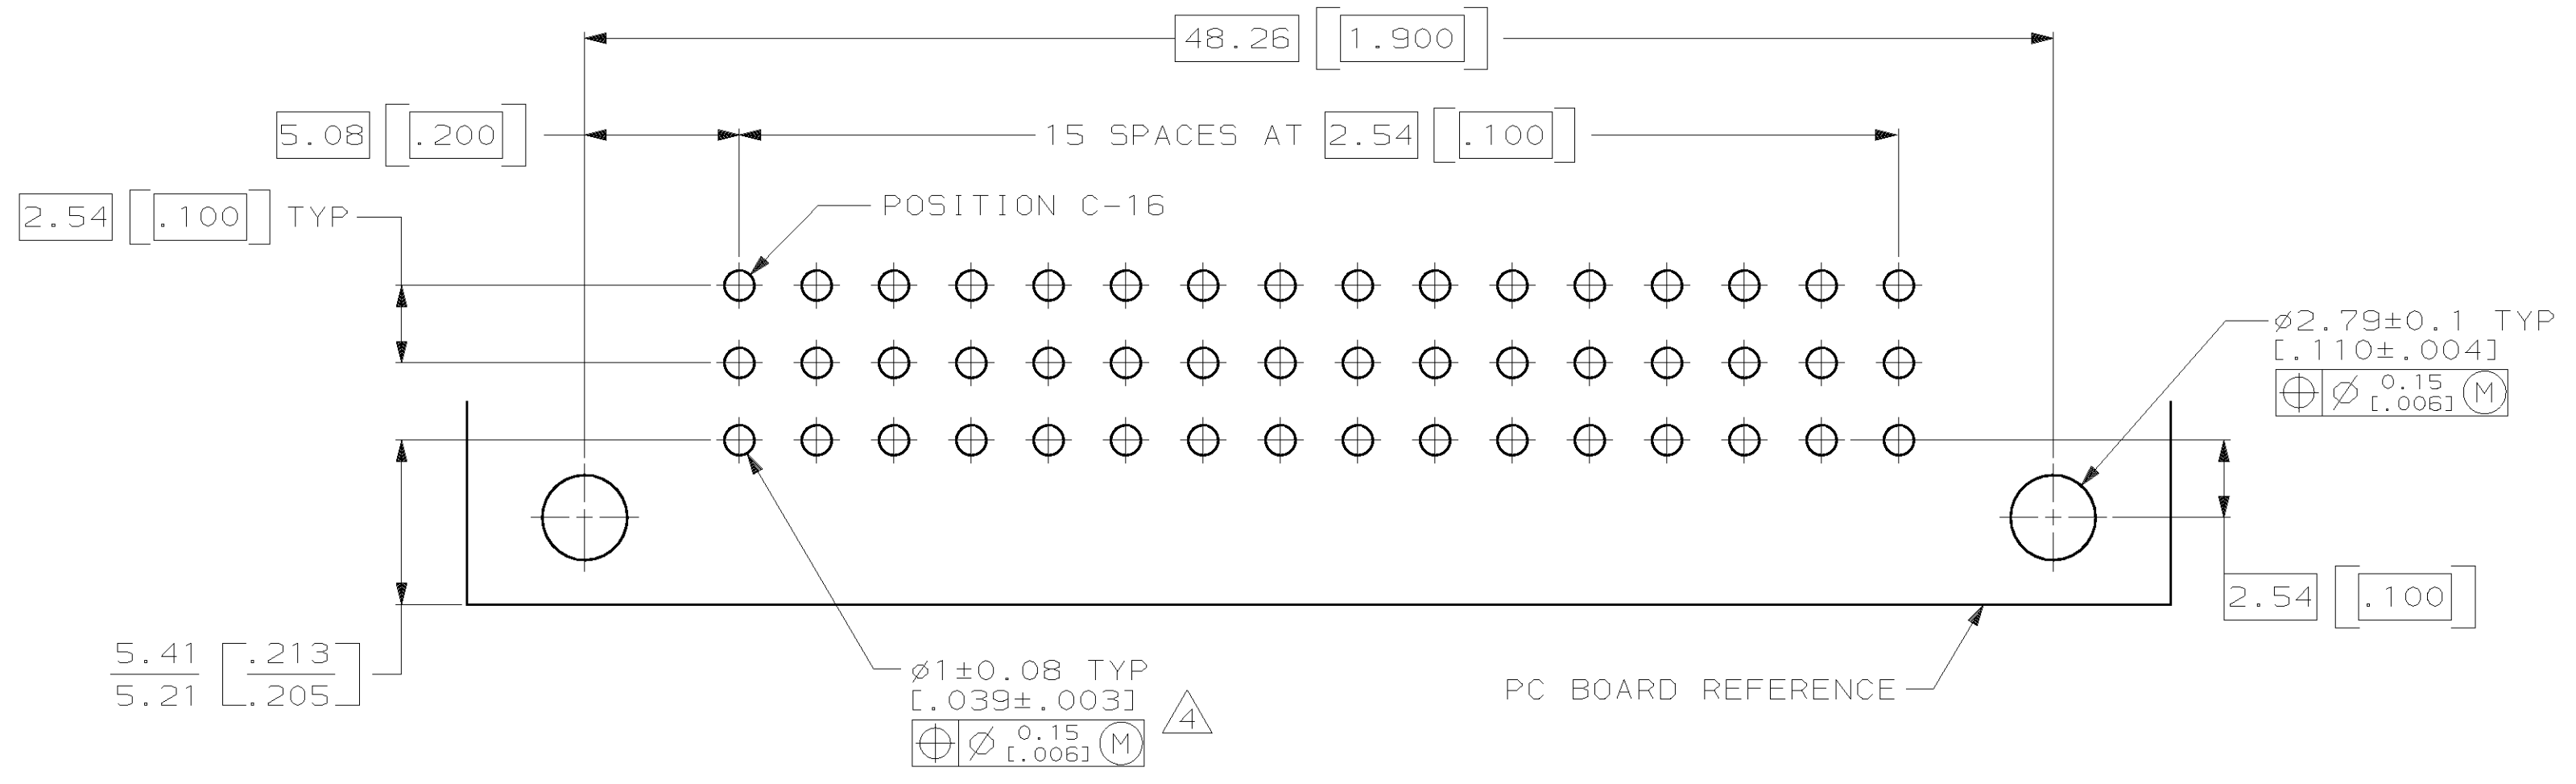 48.26 [1.900]
5.08 [.200]
15 SPACES AT 2.54 [.100]
2.54 [.100] TYP
POSITION C-16
⌀2.79±0.1 TYP
[.110±.004]
⌖ ⌀ 0.15 [.006] Ⓜ
2.54 [.100]
5.41 [.213]
5.21 [.205]
⌀1±0.08 TYP
[.039±.003]
⌖ ⌀ 0.15 [.006] Ⓜ
4
PC BOARD REFERENCE